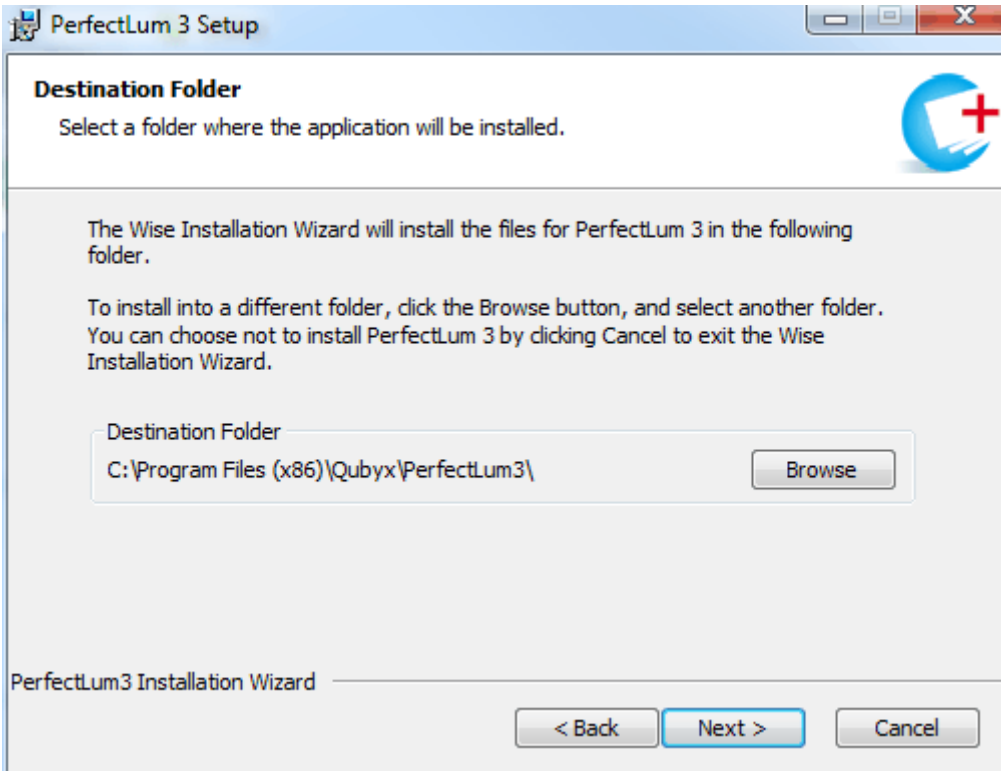 PerfectLum 3 Setup
Destination Folder
Select a folder where the application will be installed.
The Wise Installation Wizard will install the files for PerfectLum 3 in the following
folder.
To install into a different folder, click the Browse button, and select another folder.
You can choose not to install PerfectLum 3 by clicking Cancel to exit the Wise
Installation Wizard.
Destination Folder
C:\Program Files (x86)\Qubyx\PerfectLum3\
Browse
PerfectLum3 Installation Wizard
< Back
Next >
Cancel